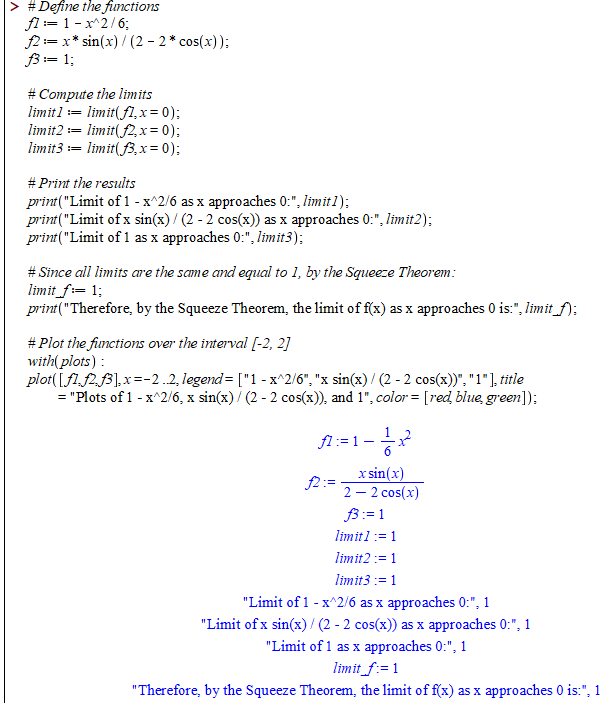 > # Define the functions
f1 := 1 - x^2 / 6;
f2 := x * sin(x) / (2 - 2 * cos(x));
f3 := 1;
# Compute the limits
limit1 := limit(f1, x = 0);
limit2 := limit(f2, x = 0);
limit3 := limit(f3, x = 0);
# Print the results
print("Limit of 1 - x^2/6 as x approaches 0:", limit1);
print("Limit of x sin(x) / (2 - 2 cos(x)) as x approaches 0:", limit2);
print("Limit of 1 as x approaches 0:", limit3);
# Since all limits are the same and equal to 1, by the Squeeze Theorem:
limit_f := 1;
print("Therefore, by the Squeeze Theorem, the limit of f(x) as x approaches 0 is:", limit_f);
# Plot the functions over the interval [-2, 2]
with(plots) :
plot([f1, f2, f3], x = -2 ..2, legend = ["1 - x^2/6", "x sin(x) / (2 - 2 cos(x))", "1"], title
= "Plots of 1 - x^2/6, x sin(x) / (2 - 2 cos(x)), and 1", color = [red, blue, green]);
f1 := 1 - 1/6 x²
f2 := x sin(x) / 2 - 2 cos(x)
f3 := 1
limit1 := 1
limit2 := 1
limit3 := 1
"Limit of 1 - x^2/6 as x approaches 0:", 1
"Limit of x sin(x) / (2 - 2 cos(x)) as x approaches 0:", 1
"Limit of 1 as x approaches 0:", 1
limit_f := 1
"Therefore, by the Squeeze Theorem, the limit of f(x) as x approaches 0 is:", 1